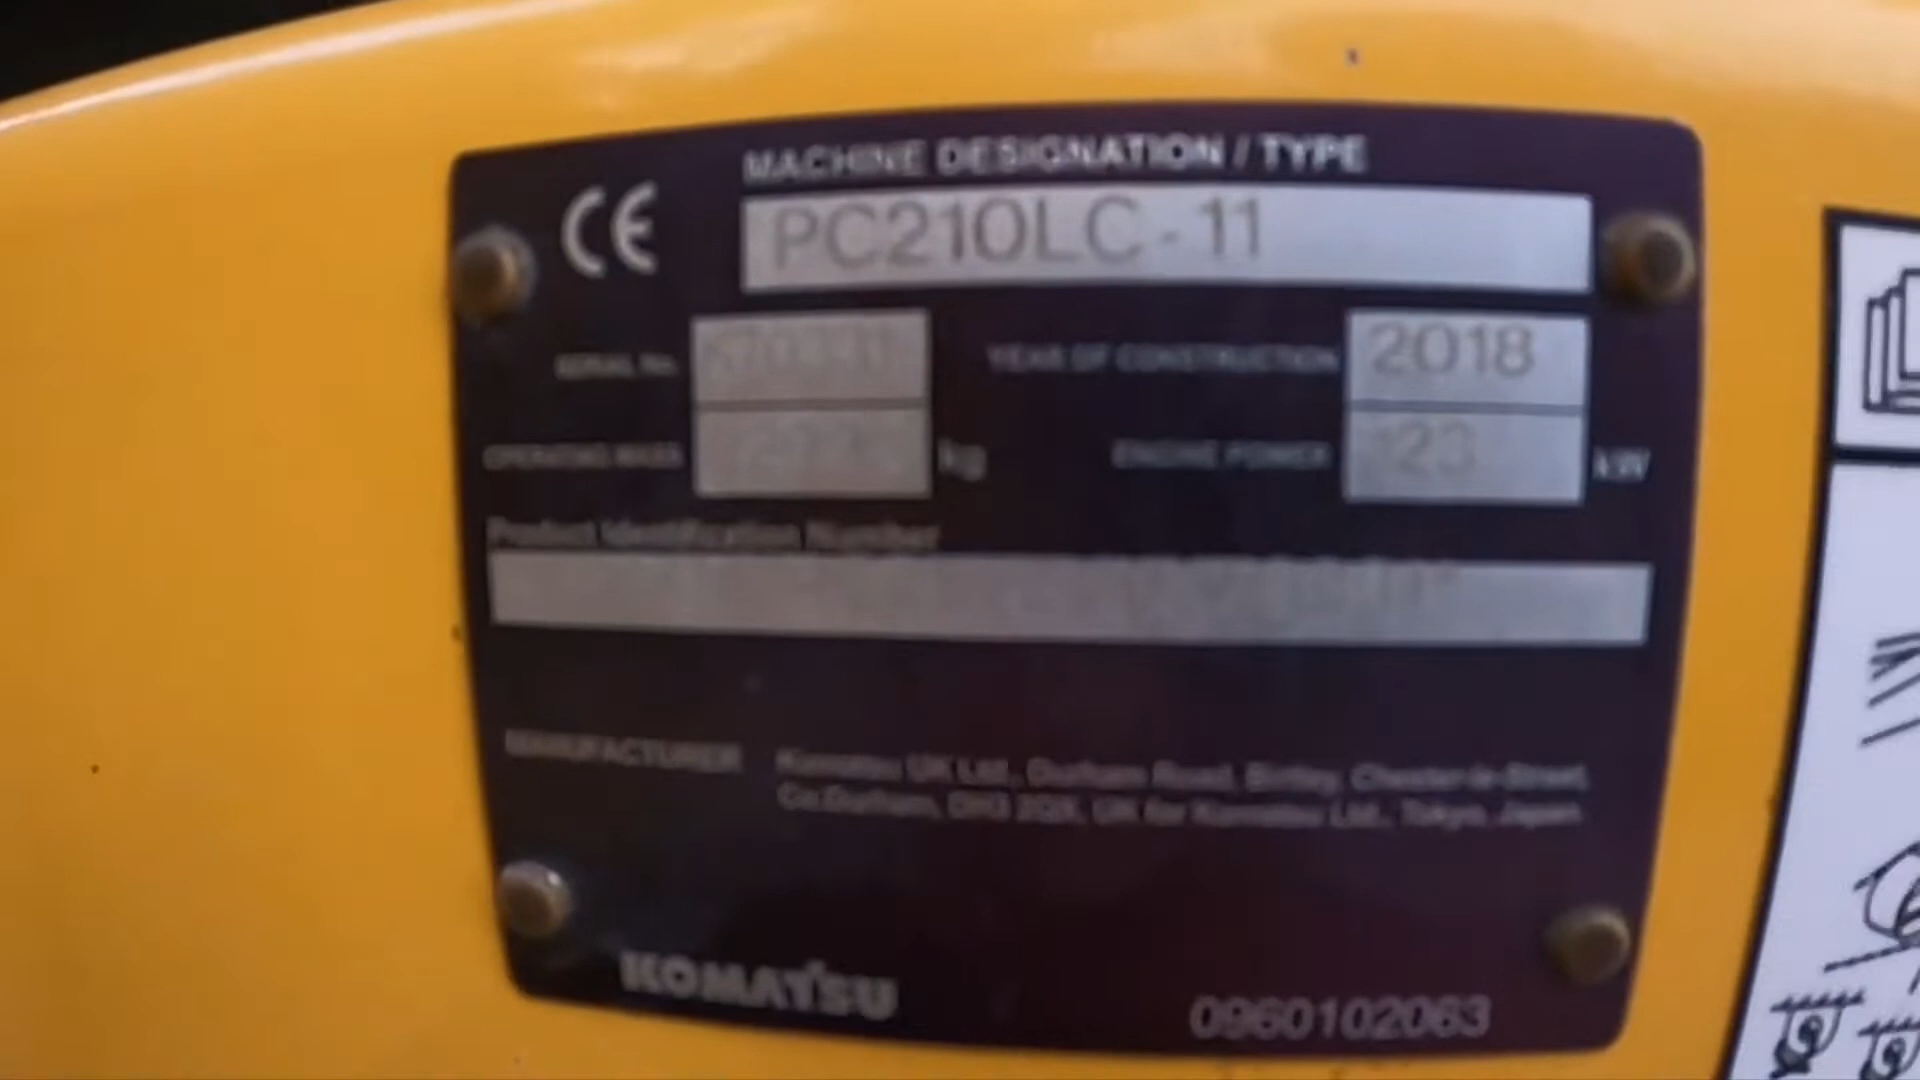 MACHINE DESIGNATION / TYPE
CE
PC210LC-11
SERIAL No.
YEAR OF CONSTRUCTION 2018
OPERATING MASS kg
ENGINE POWER 123 kW
Product Identification Number
MANUFACTURER Komatsu UK Ltd., Durham Road, Birtley, Chester-le-Street,
Co.Durham, DH3 2QX, UK for Komatsu Ltd., Tokyo, Japan.
KOMATSU
0960102063